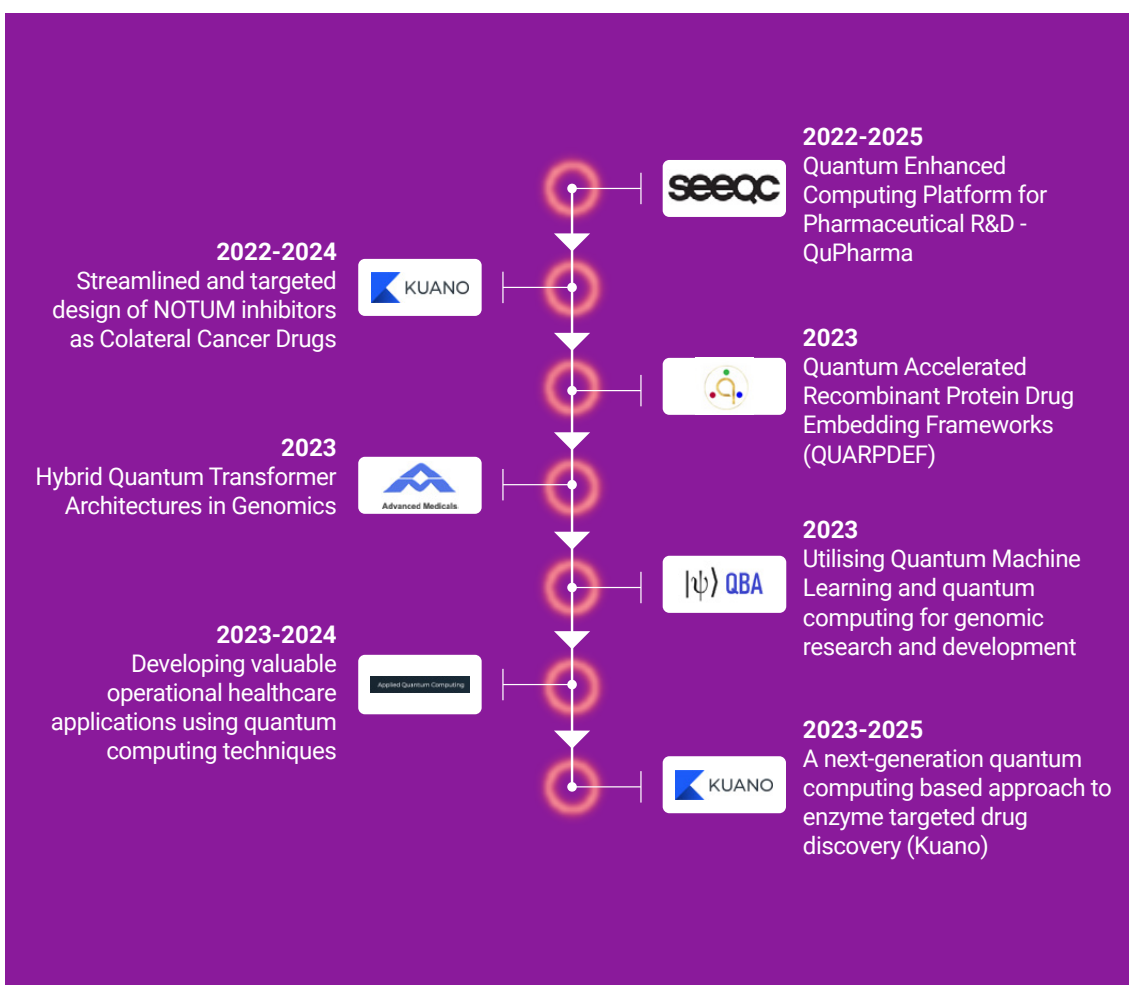 2022-2025
seeqc
Quantum Enhanced
Computing Platform for
Pharmaceutical R&D -
QuPharma
2022-2024
Streamlined and targeted
design of NOTUM inhibitors
as Colateral Cancer Drugs
KUANO
2023
Quantum Accelerated
Recombinant Protein Drug
Embedding Frameworks
(QUARPDEF)
q
2023
Hybrid Quantum Transformer
Architectures in Genomics
Advanced Medicals
2023
Utilising Quantum Machine
Learning and quantum
computing for genomic
research and development
|ψ⟩ QBA
2023-2024
Developing valuable
operational healthcare
applications using quantum
computing techniques
Applied Quantum Computing
2023-2025
A next-generation quantum
computing based approach to
enzyme targeted drug
discovery (Kuano)
KUANO